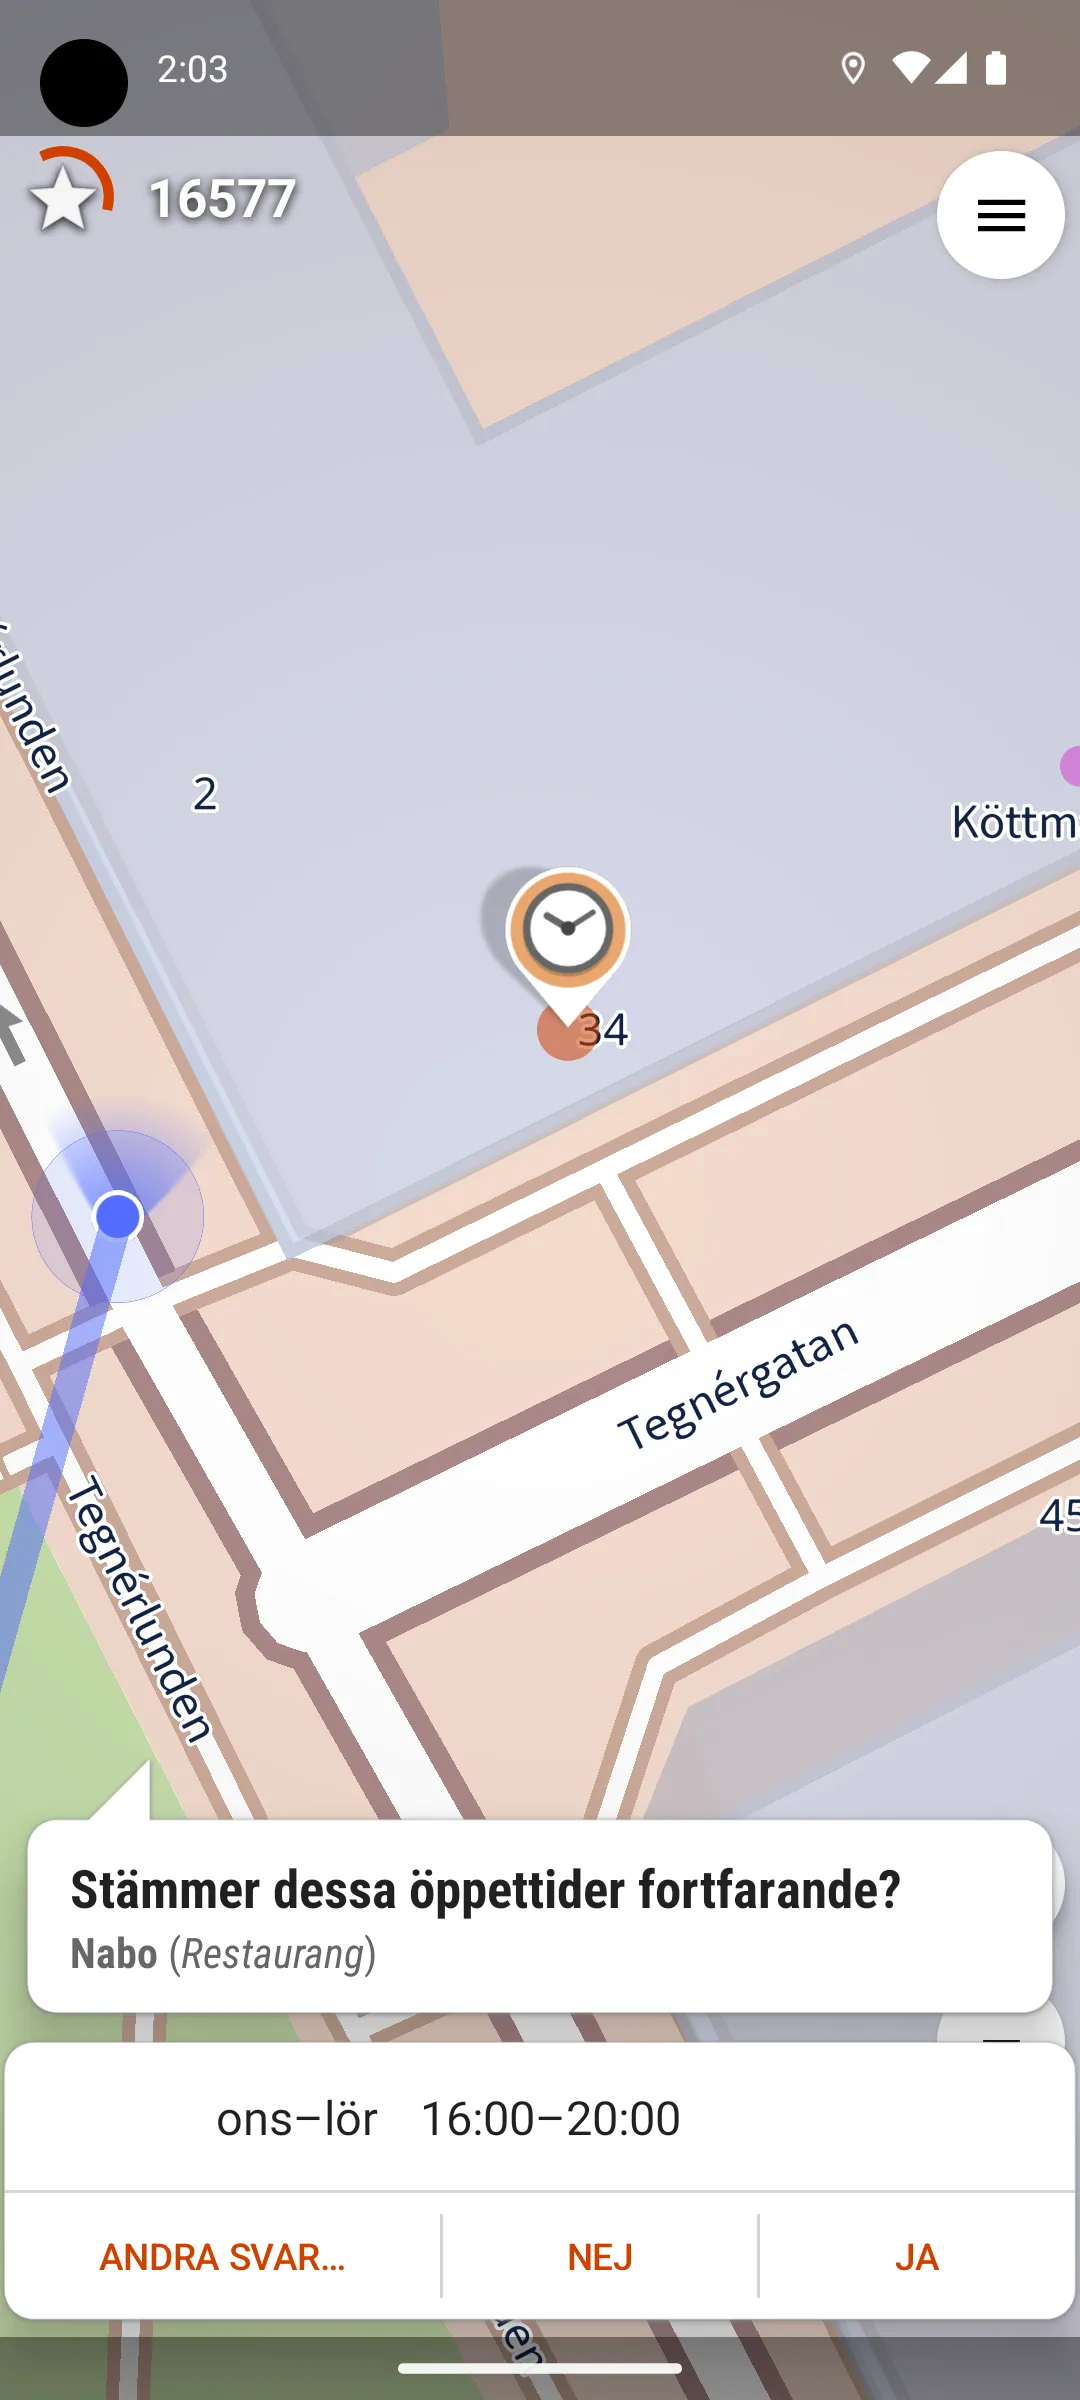 2:03
16577
2
Köttm
34
Tegnérgatan
45
Tegnérlunden
Stämmer dessa öppettider fortfarande?
Nabo (Restaurang)
ons–lör 16:00–20:00
ANDRA SVAR…
NEJ
JA